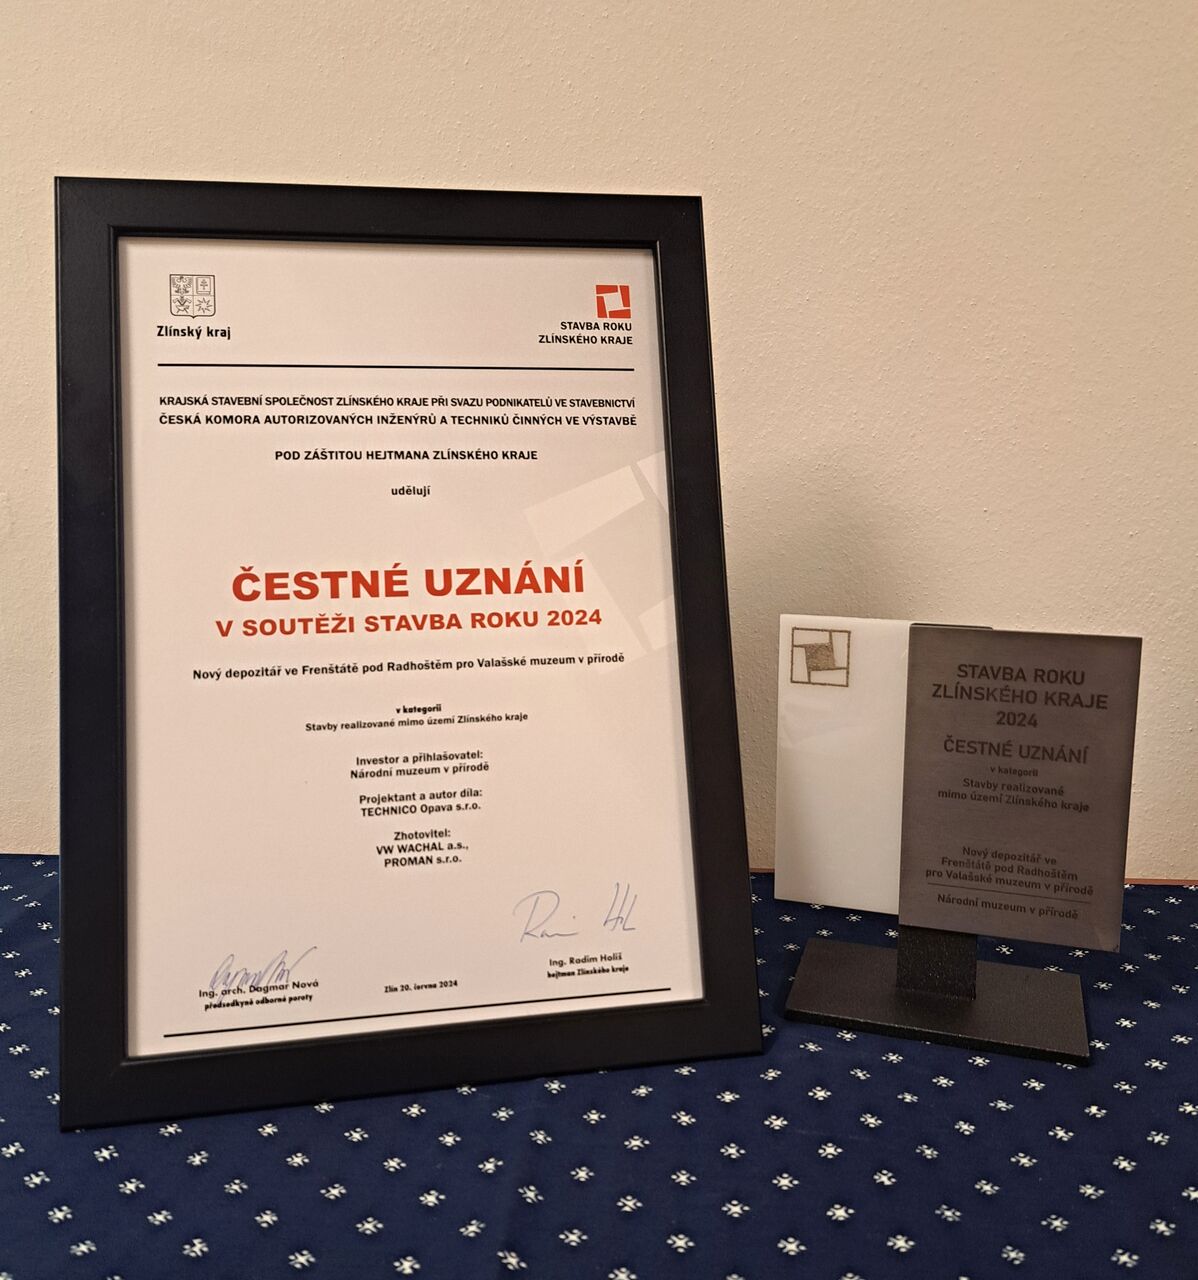 Zlínský kraj
STAVBA ROKU
ZLÍNSKÉHO KRAJE
KRAJSKÁ STAVEBNÍ SPOLEČNOST ZLÍNSKÉHO KRAJE PŘI SVAZU PODNIKATELŮ VE STAVEBNICTVÍ
ČESKÁ KOMORA AUTORIZOVANÝCH INŽENÝRŮ A TECHNIKŮ ČINNÝCH VE VÝSTAVBĚ
POD ZÁŠTITOU HEJTMANA ZLÍNSKÉHO KRAJE
udělují
ČESTNÉ UZNÁNÍ
V SOUTĚŽI STAVBA ROKU 2024
Nový depozitář ve Frenštátě pod Radhoštěm pro Valašské muzeum v přírodě
v kategorii
Stavby realizované mimo území Zlínského kraje
Investor a přihlašovatel:
Národní muzeum v přírodě
Projektant a autor díla:
TECHNICO Opava s.r.o.
Zhotovitel:
VW WACHAL a.s.,
PROMAN s.r.o.
Ing. arch. Dagmar Nová
předsedkyně odborné poroty
Zlín 20. června 2024
Ing. Radim Holiš
hejtman Zlínského kraje
STAVBA ROKU
ZLÍNSKÉHO KRAJE
2024
ČESTNÉ UZNÁNÍ
v kategorii
Stavby realizované
mimo území Zlínského kraje
Nový depozitář ve
Frenštátě pod Radhoštěm
pro Valašské muzeum v přírodě
Národní muzeum v přírodě